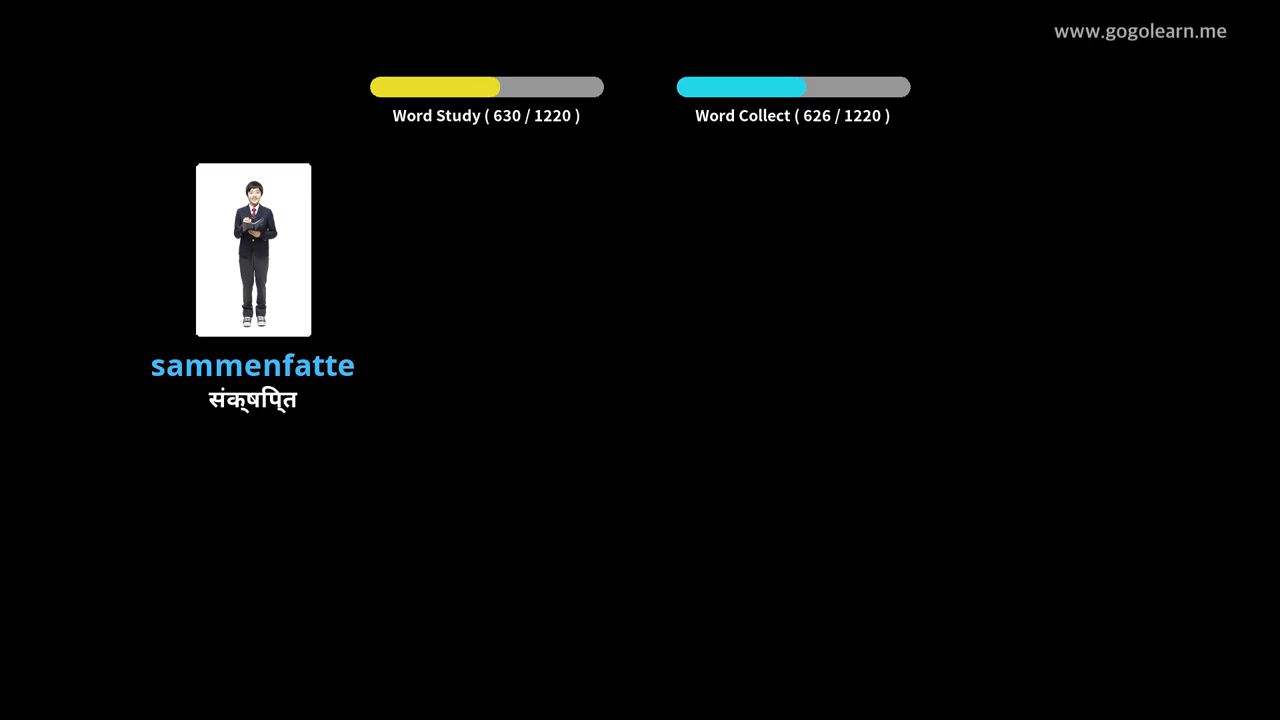 www.gogolearn.me
Word Study ( 630 / 1220 )
Word Collect ( 626 / 1220 )
sammenfatte
संक्षिप्त